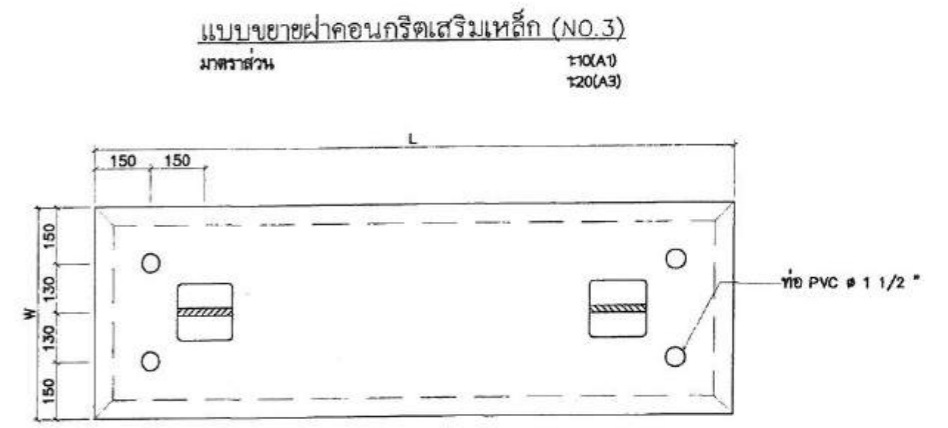 แบบขยายฝาคอนกรีตเสริมเหล็ก (NO.3)
มาตราส่วน 1:10(A1)
1:20(A3)
L
150 150
150
130
W
130
150
ท่อ PVC ø 1 1/2 "